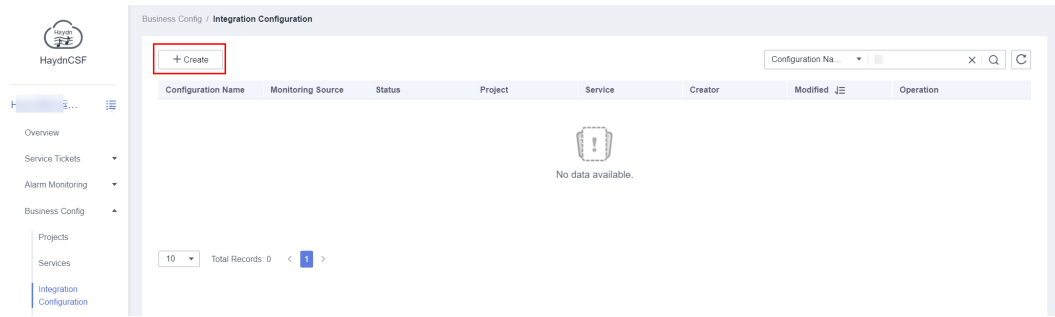 Business Config / Integration Configuration
Haydn
HaydnCSF
+ Create
Configuration Na...
Configuration Name Monitoring Source Status Project Service Creator Modified Operation
Overview
Service Tickets
Alarm Monitoring
Business Config
Projects
Services
Integration
Configuration
No data available.
10 Total Records: 0 < 1 >